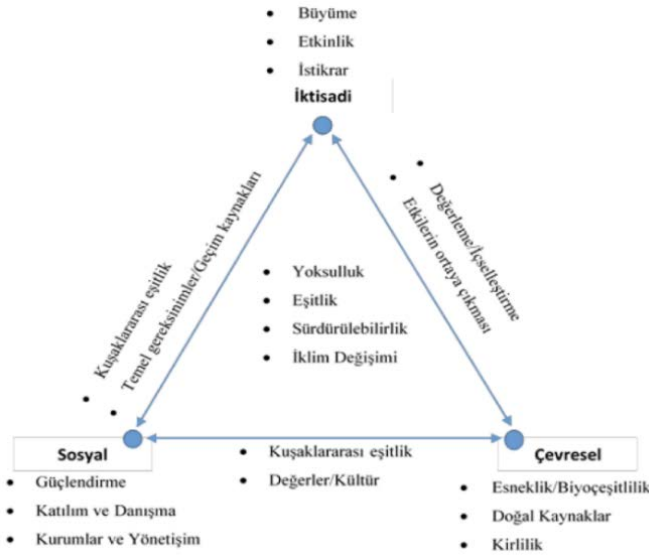 Büyüme
Etkinlik
İstikrar
İktisadi
Kuşaklararası eşitlik
Temel gereksinimler/Geçim kaynakları
Değerleme/İçselleştirme
Etkilerin ortaya çıkması
Yoksulluk
Eşitlik
Sürdürülebilirlik
İklim Değişimi
Sosyal
Güçlendirme
Katılım ve Danışma
Kurumlar ve Yönetişim
Kuşaklararası eşitlik
Değerler/Kültür
Çevresel
Esneklik/Biyoçeşitlilik
Doğal Kaynaklar
Kirlilik